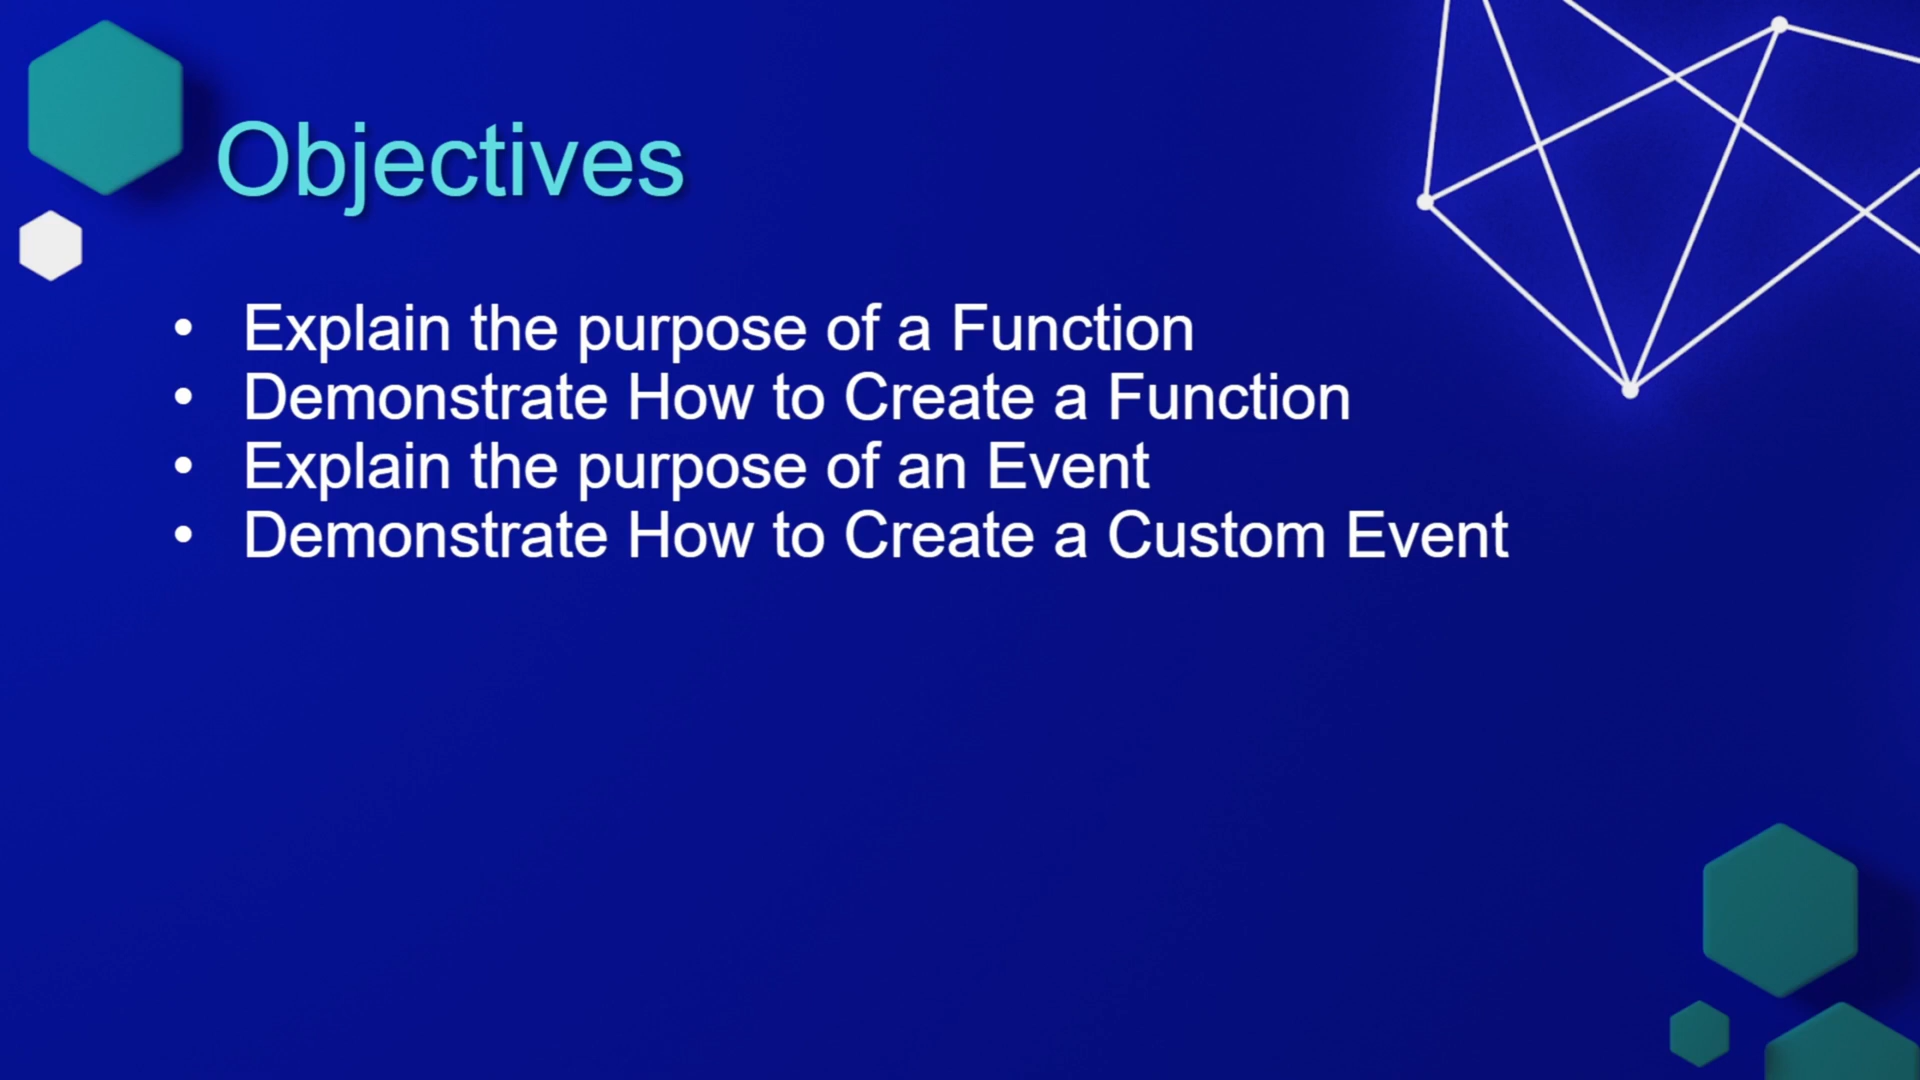 Objectives
• Explain the purpose of a Function
• Demonstrate How to Create a Function
• Explain the purpose of an Event
• Demonstrate How to Create a Custom Event